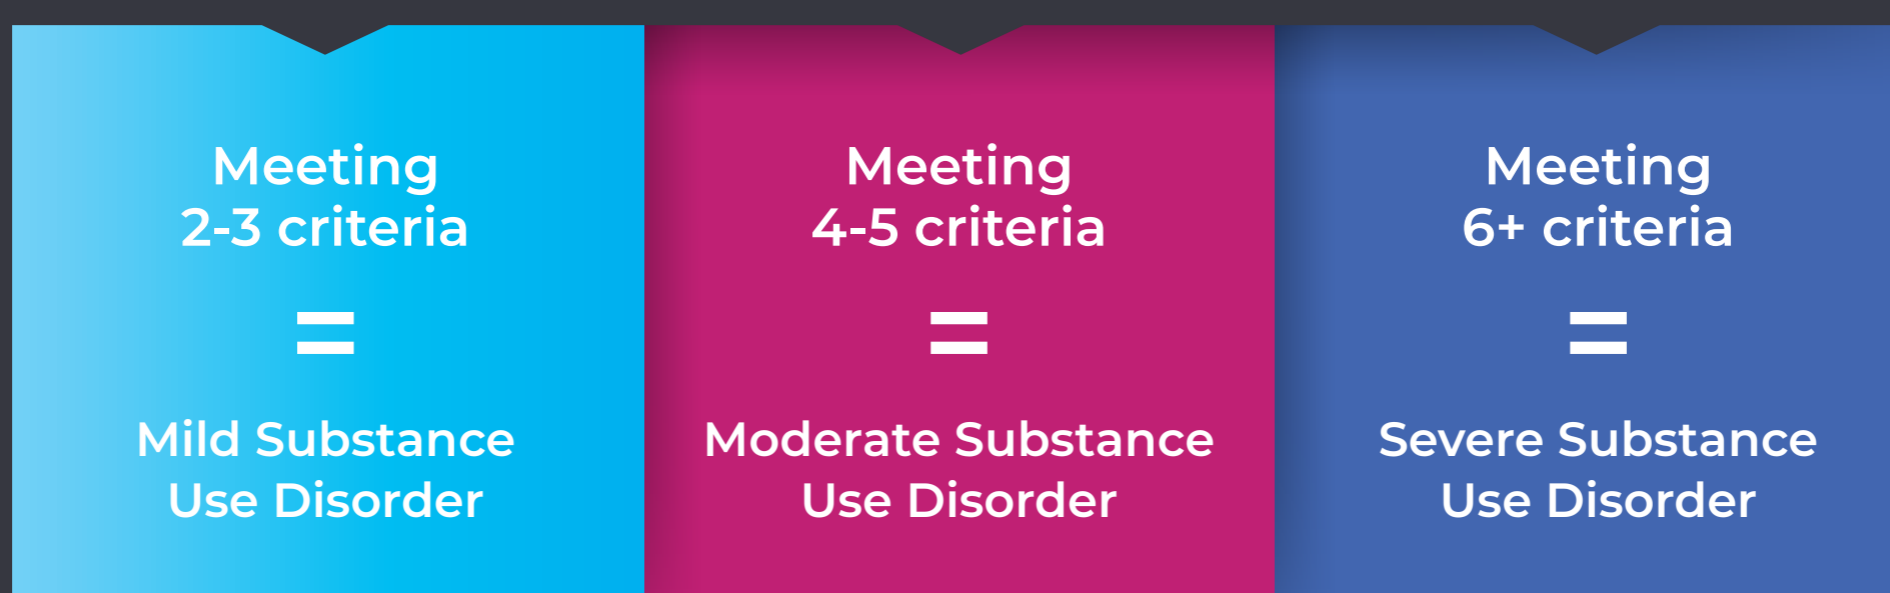 Meeting
2-3 criteria
=
Mild Substance
Use Disorder
Meeting
4-5 criteria
=
Moderate Substance
Use Disorder
Meeting
6+ criteria
=
Severe Substance
Use Disorder